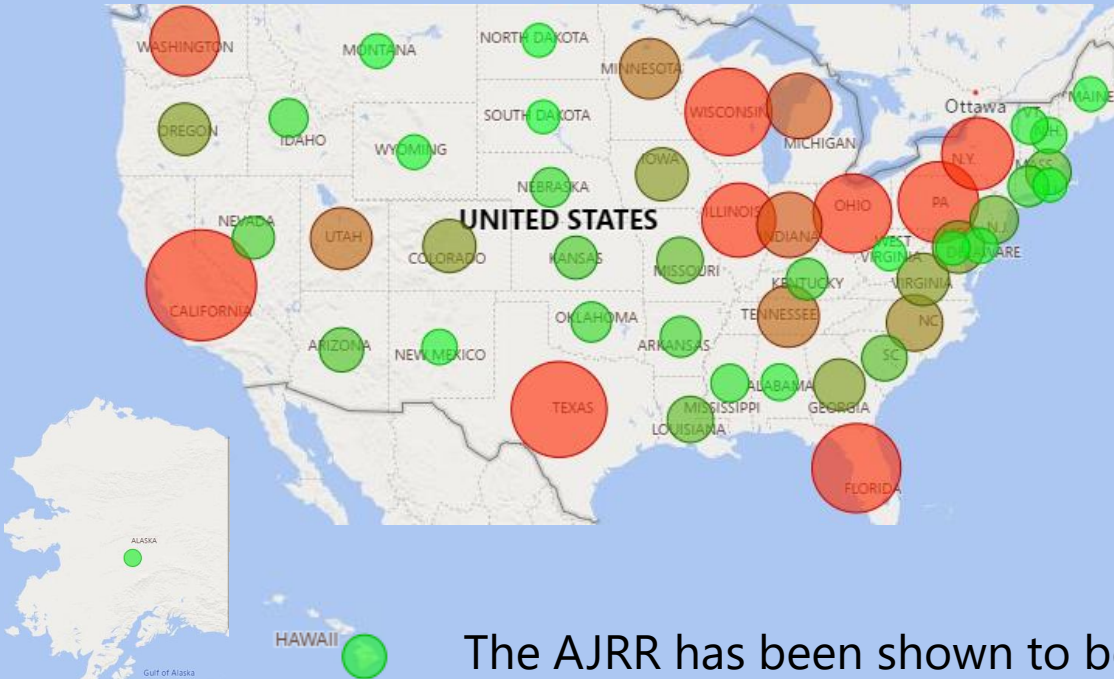 WASHINGTON
MONTANA
NORTH DAKOTA
MINNESOTA
OREGON
IDAHO
SOUTH DAKOTA
WISCONSIN
MICHIGAN
Ottawa
MAINE
VT
N.H.
WYOMING
IOWA
N.Y.
MASS
NEBRASKA
NEVADA
UTAH
COLORADO
UNITED STATES
ILLINOIS
INDIANA
OHIO
PA
N.J.
KANSAS
MISSOURI
WEST
VIRGINIA
DELAWARE
KENTUCKY
VIRGINIA
CALIFORNIA
OKLAHOMA
TENNESSEE
NC
ARIZONA
NEW MEXICO
ARKANSAS
SC
TEXAS
MISSISSIPPI
ALABAMA
GEORGIA
LOUISIANA
FLORIDA
ALASKA
HAWAII
Gulf of Alaska
The AJRR has been shown to b